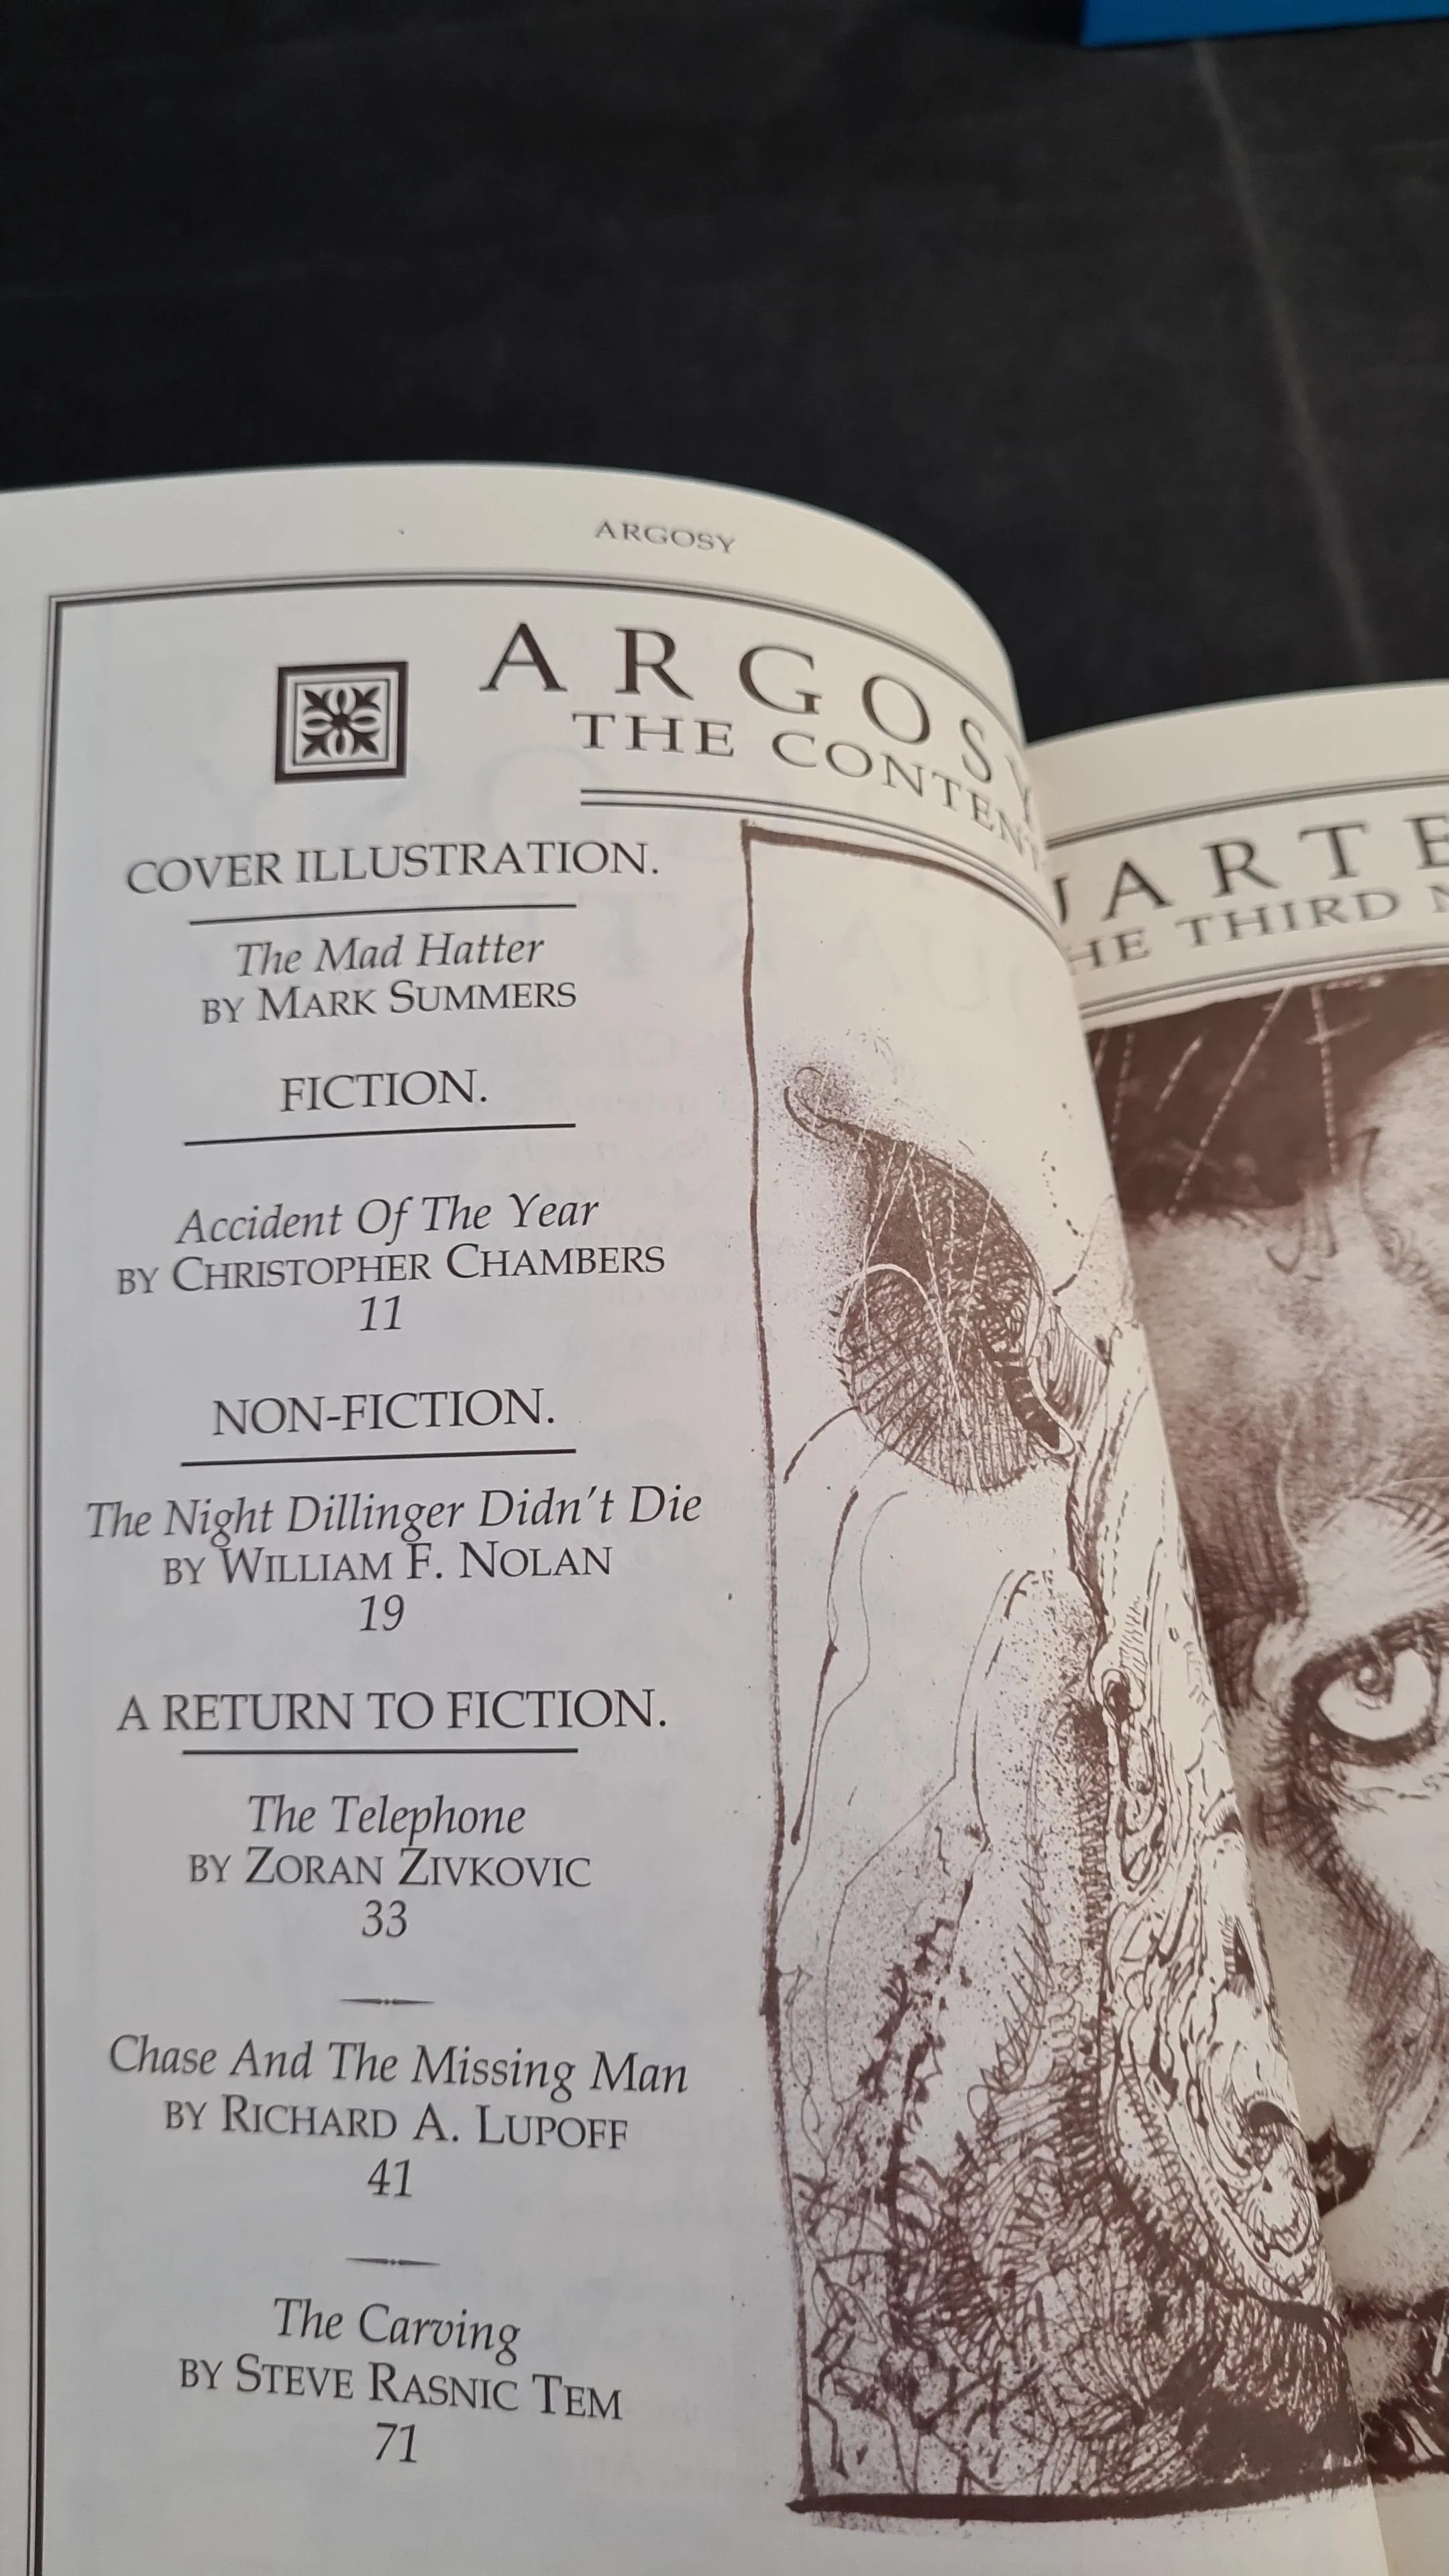 ARGOSY
ARGOSY
THE CONTEN
COVER ILLUSTRATION.
The Mad Hatter
BY MARK SUMMERS
FICTION.
Accident Of The Year
BY CHRISTOPHER CHAMBERS
11
NON-FICTION.
The Night Dillinger Didn't Die
BY WILLIAM F. NOLAN
19
A RETURN TO FICTION.
The Telephone
BY ZORAN ZIVKOVIC
33
Chase And The Missing Man
BY RICHARD A. LUPOFF
41
The Carving
BY STEVE RASNIC TEM
71
UARTE
HE THIRD